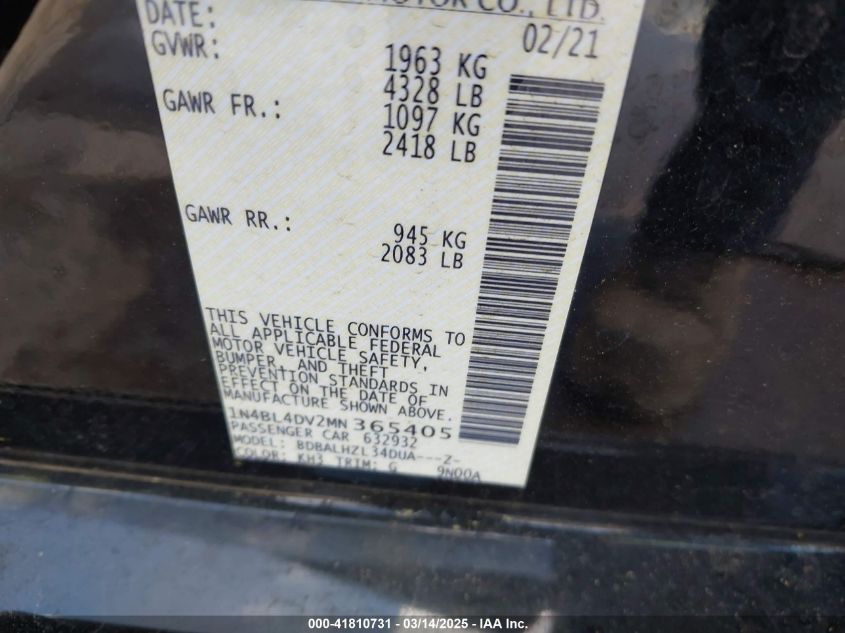 MOTOR CO., LTD.
DATE: 02/21
GVWR: 1963 KG
4328 LB
GAWR FR.: 1097 KG
2418 LB
GAWR RR.: 945 KG
2083 LB
THIS VEHICLE CONFORMS TO
ALL APPLICABLE FEDERAL
MOTOR VEHICLE SAFETY,
BUMPER, AND THEFT
PREVENTION STANDARDS IN
EFFECT ON THE DATE OF
MANUFACTURE SHOWN ABOVE.
1N4BL4DV2MN365405
PASSENGER CAR 632932
MODEL: BDBALHZL34DUA---Z-
COLOR: KH3 TRIM: G 9N00A
000-41810731 - 03/14/2025 - IAA Inc.